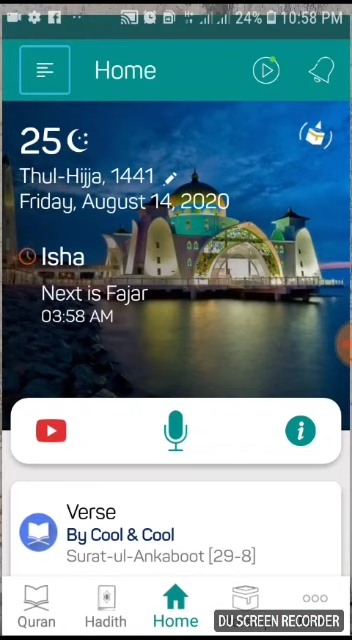 24% 10:58 PM
Home
25
Thul-Hijja, 1441
Friday, August 14, 2020
Isha
Next is Fajar
03:58 AM
Verse
By Cool & Cool
Surat-ul-Ankaboot [29-8]
Quran
Hadith
Home
DU SCREEN RECORDER